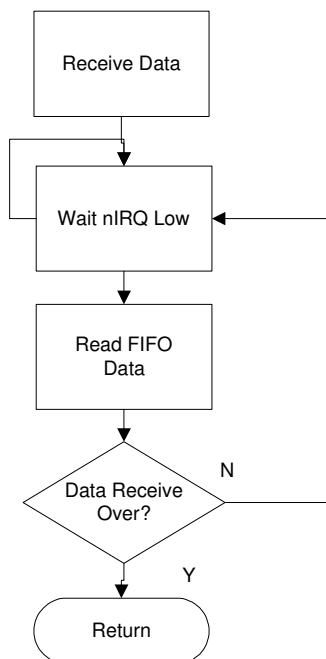 Receive Data
Wait nIRQ Low
Read FIFO
Data
Data Receive
Over?
N
Y
Return